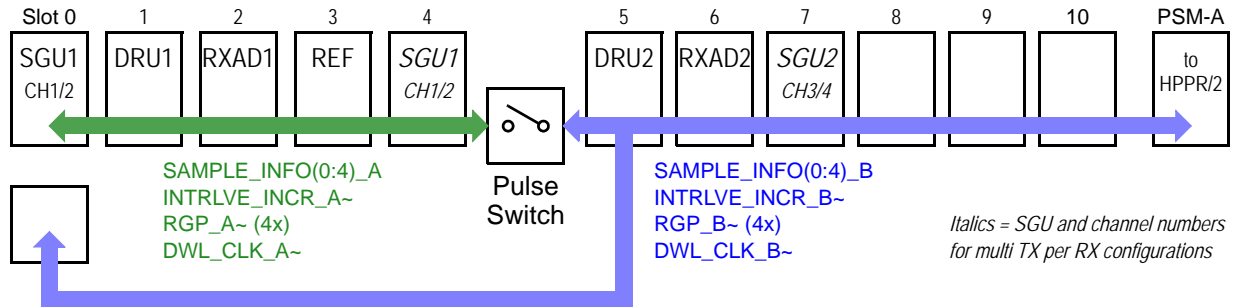 Slot 0 1 2 3 4 5 6 7 8 9 10 PSM-A
SGU1 DRU1 RXAD1 REF SGU1 DRU2 RXAD2 SGU2 to
CH1/2 CH1/2 CH3/4 HPPR/2
SAMPLE_INFO(0:4)_A
INTRLVE_INCR_A~
RGP_A~ (4x)
DWL_CLK_A~
Pulse
Switch
SAMPLE_INFO(0:4)_B
INTRLVE_INCR_B~
RGP_B~ (4x)
DWL_CLK_B~
Italics = SGU and channel numbers
for multi TX per RX configurations